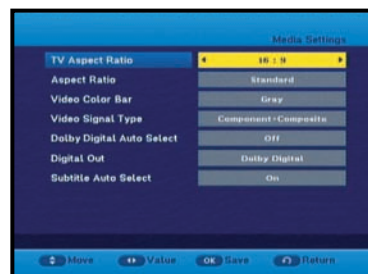 Media Settings
TV Aspect Ratio 16 : 9
Aspect Ratio Standard
Video Color Bar Gray
Video Signal Type Component+Composite
Dolby Digital Auto Select Off
Digital Out Dolby Digital
Subtitle Auto Select On
Move Value OK Save Return